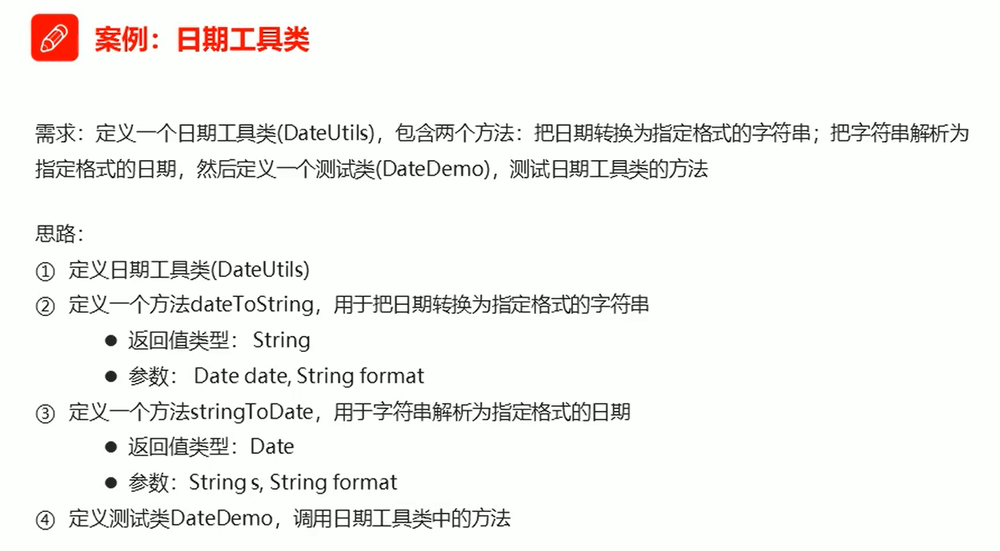 案例：日期工具类
需求：定义一个日期工具类(DateUtils)，包含两个方法：把日期转换为指定格式的字符串；把字符串解析为
指定格式的日期，然后定义一个测试类(DateDemo)，测试日期工具类的方法
思路：
① 定义日期工具类(DateUtils)
② 定义一个方法dateToString，用于把日期转换为指定格式的字符串
● 返回值类型： String
● 参数： Date date, String format
③ 定义一个方法stringToDate，用于字符串解析为指定格式的日期
● 返回值类型：Date
● 参数：String s, String format
④ 定义测试类DateDemo，调用日期工具类中的方法